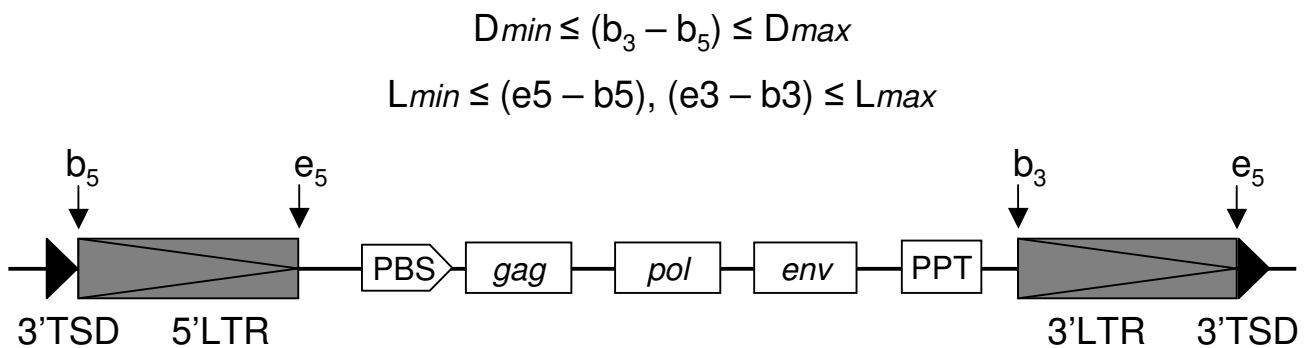 Dmin ≤ (b₃ – b₅) ≤ Dmax
Lmin ≤ (e5 – b5), (e3 – b3) ≤ Lmax
b₅ e₅ b₃ e₅
PBS gag pol env PPT
3’TSD 5’LTR 3’LTR 3’TSD